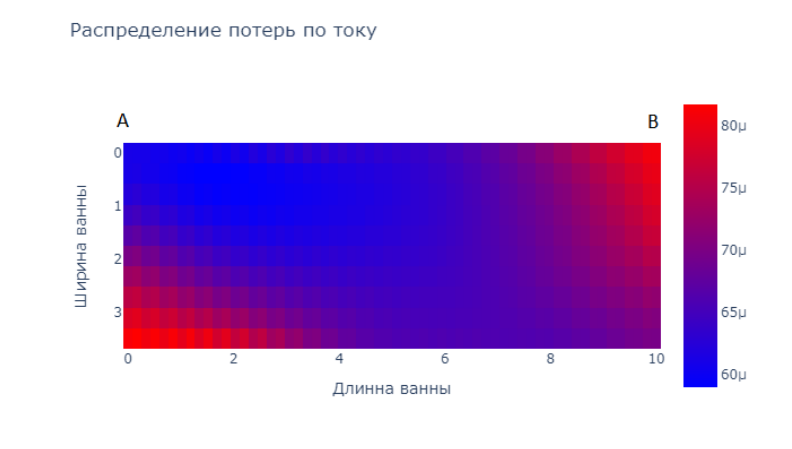 Распределение потерь по току
A B
80μ
75μ
70μ
65μ
60μ
Ширина ванны
0
1
2
3
0 2 4 6 8 10
Длинна ванны